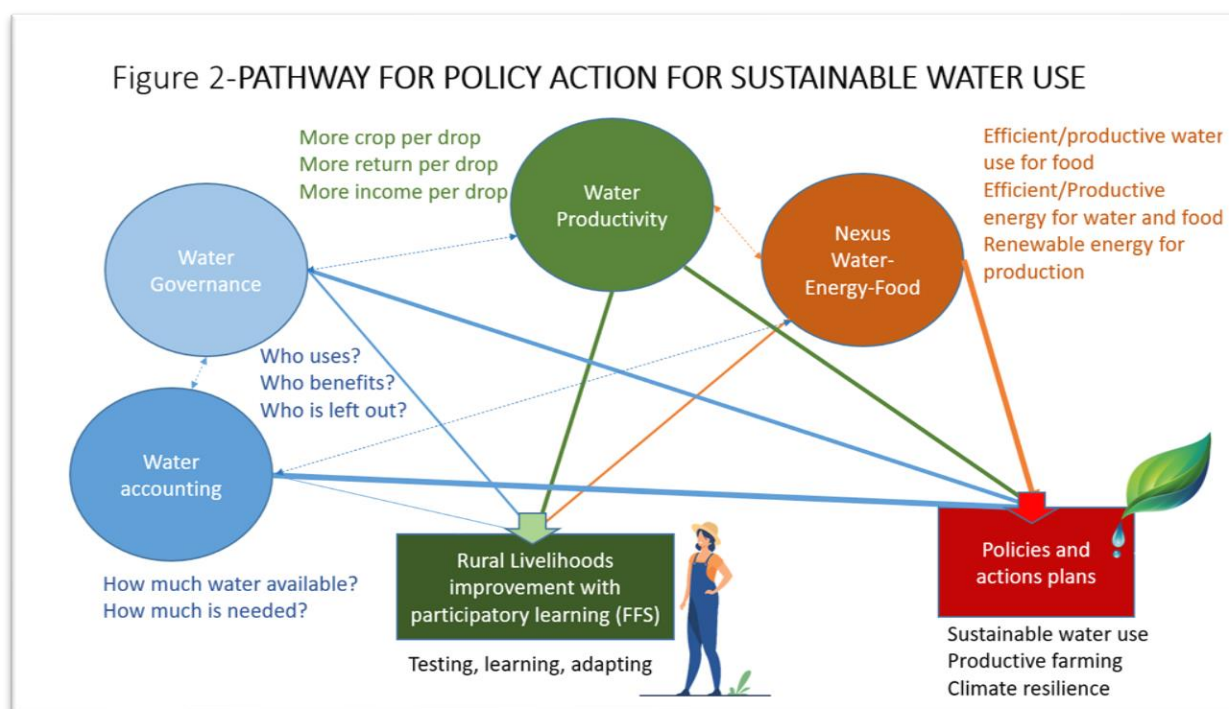 Figure 2-PATHWAY FOR POLICY ACTION FOR SUSTAINABLE WATER USE
More crop per drop
More return per drop
More income per drop
Water
Productivity
Efficient/productive water
use for food
Efficient/Productive
energy for water and food
Renewable energy for
production
Nexus
Water-
Energy-Food
Water
Governance
Who uses?
Who benefits?
Who is left out?
Water
accounting
How much water available?
How much is needed?
Rural Livelihoods
improvement with
participatory learning (FFS)
Testing, learning, adapting
Policies and
actions plans
Sustainable water use
Productive farming
Climate resilience